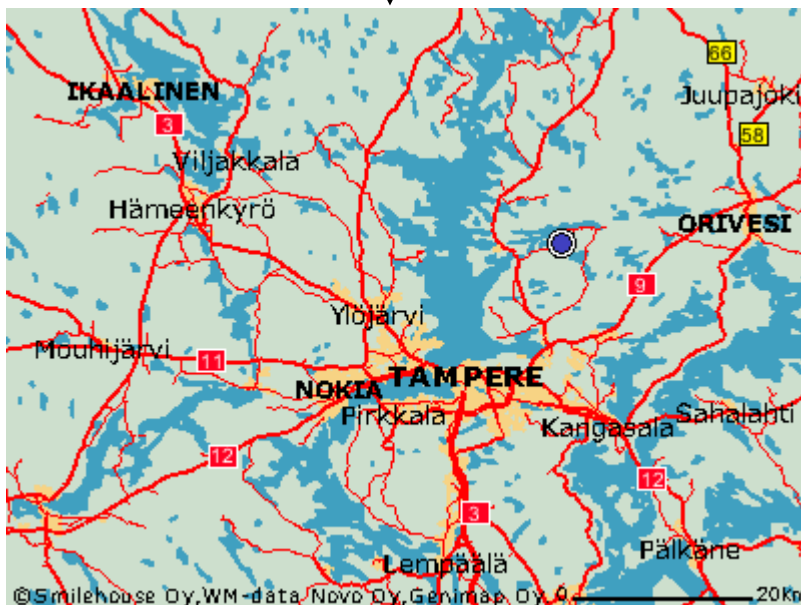 66
IKAALINEN
Juupajoki
3
58
Viljakkala
Hämeenkyrö
ORIVESI
9
Ylöjärvi
Mouhijärvi
11
TAMPERE
NOKIA
Pirkkala
Sahalahti
Kangasala
12
12
3
Pälkäne
Lempäälä
©Smilehouse Oy,WM-data Novo Oy,Genimap Oy 0 20Km